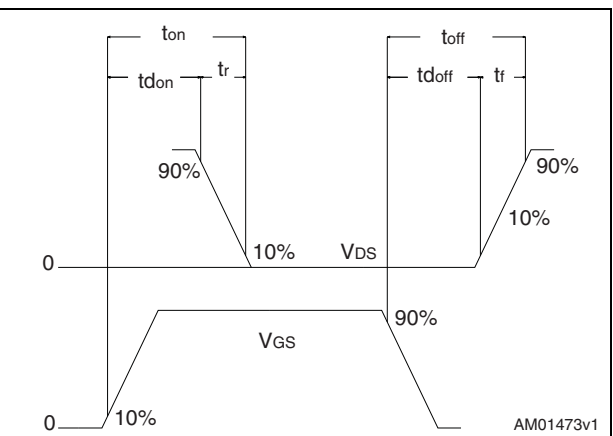 ton toff
tdon tr tdoff tf
90% 90%
10%
0 10% VDS
90%
VGS
0 10% AM01473v1